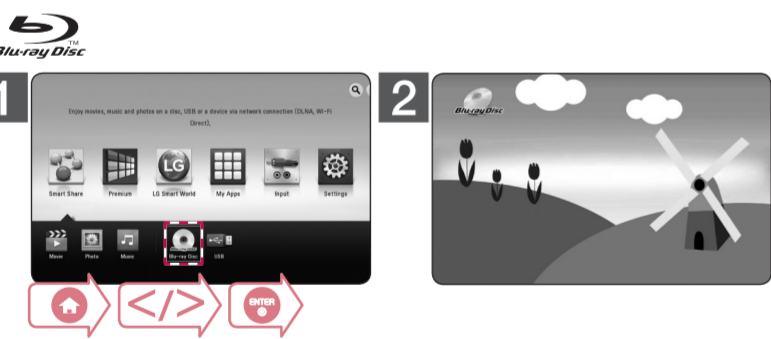 Blu-ray Disc
TM
1
Enjoy movies, music and photos on a disc, USB or a device via network connection (DLNA, Wi-Fi
Direct).
Smart Share Premium LG Smart World My Apps Input Settings
LG
Movie Photo Music Blu-ray Disc USB
</>
ENTER
2
Blu-ray Disc